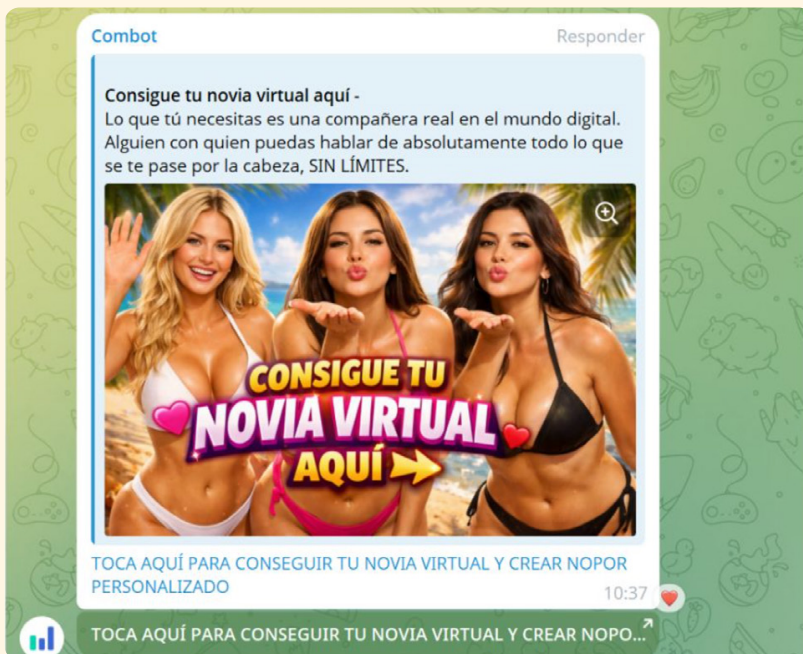 Combot Responder
Consigue tu novia virtual aquí -
Lo que tú necesitas es una compañera real en el mundo digital.
Alguien con quien puedas hablar de absolutamente todo lo que
se te pase por la cabeza, SIN LÍMITES.
CONSIGUE TU
NOVIA VIRTUAL
AQUÍ
TOCA AQUÍ PARA CONSEGUIR TU NOVIA VIRTUAL Y CREAR NOPOR
PERSONALIZADO
10:37
TOCA AQUÍ PARA CONSEGUIR TU NOVIA VIRTUAL Y CREAR NOPO...